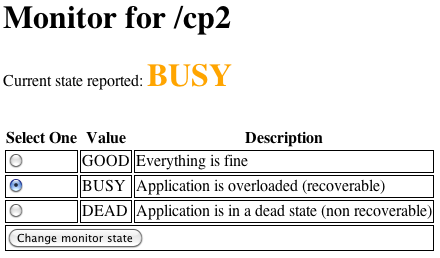 Monitor for /cp2
Current state reported: BUSY
Select One Value Description
GOOD Everything is fine
BUSY Application is overloaded (recoverable)
DEAD Application is in a dead state (non recoverable)
Change monitor state